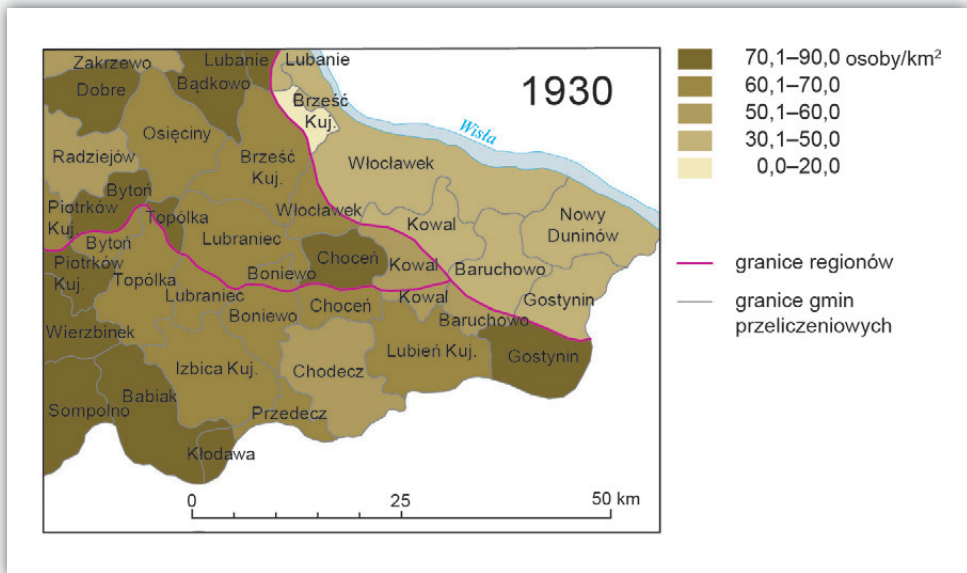 1930
Zakrzewo
Dobre
Lubanie
Bądkowo
Lubanie
Brześć
Kuj.
Wisła
Osięciny
Radziejów
Brześć
Kuj.
Włocławek
Bytoń
Piotrków
Kuj.
Topólka
Włocławek
Kowal
Nowy
Duninów
Bytoń
Lubraniec
Choceń
Kowal
Baruchowo
Piotrków
Kuj.
Topólka
Boniewo
Gostynin
Lubraniec
Boniewo
Choceń
Kowal
Baruchowo
Wierzbinek
Izbica Kuj.
Chodecz
Lubień Kuj.
Gostynin
Sompolno
Babiak
Przedecz
Kłodawa
0
25
50 km
70,1–90,0 osoby/km²
60,1–70,0
50,1–60,0
30,1–50,0
0,0–20,0
granice regionów
granice gmin
przeliczeniowych